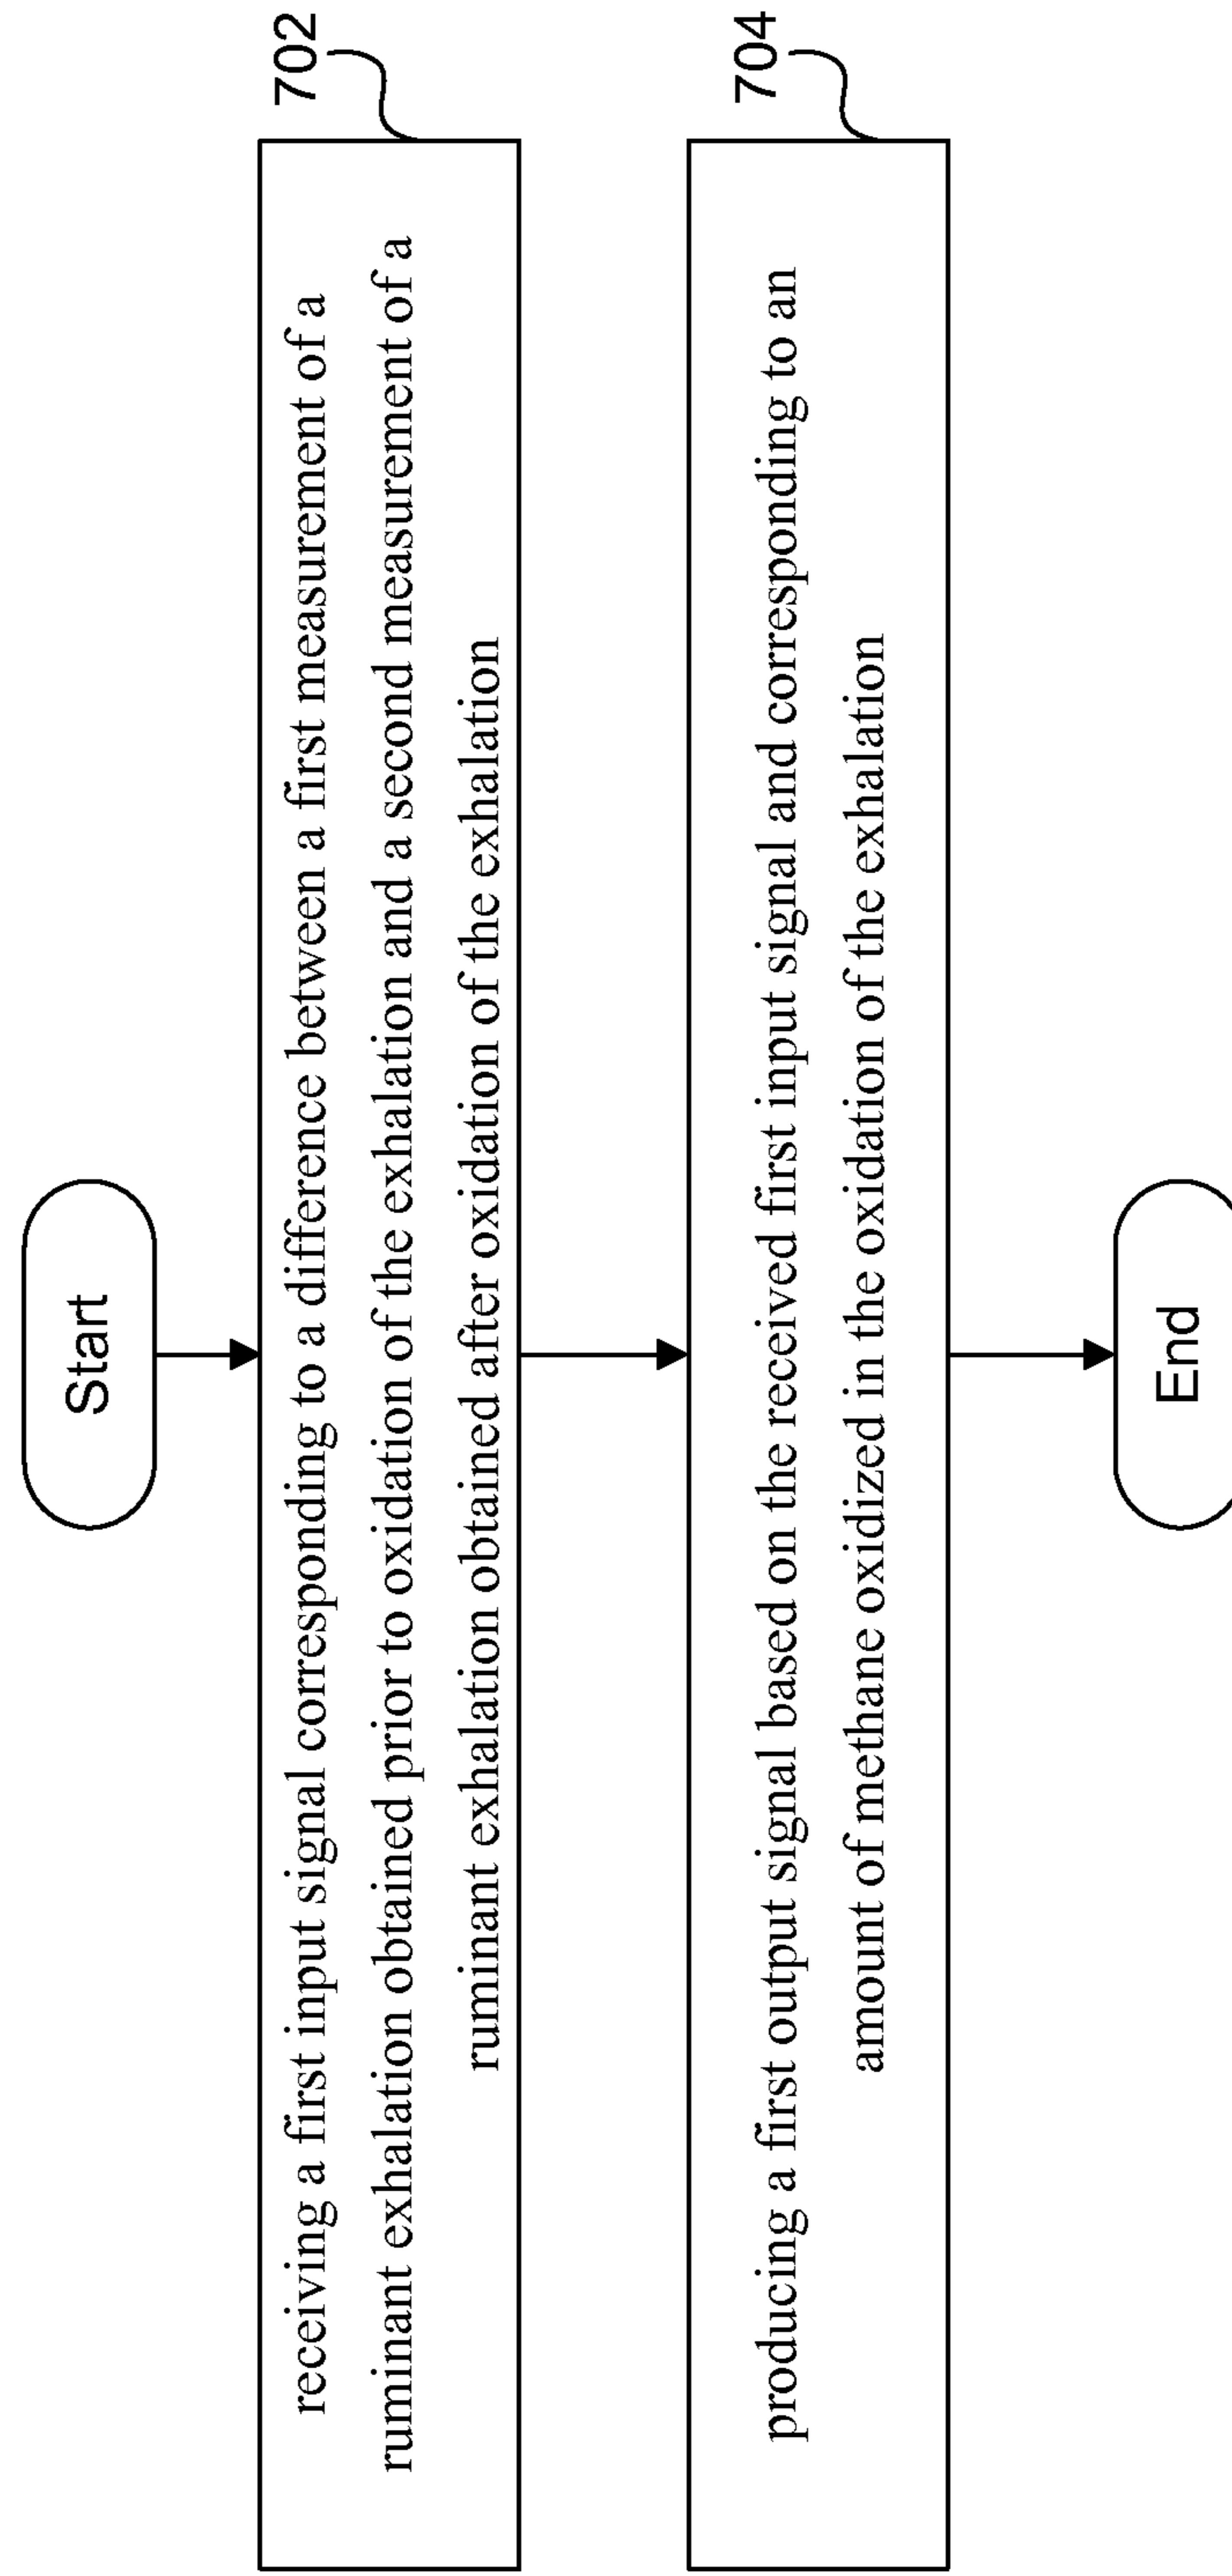 Start
702
receiving a first input signal corresponding to a difference between a first measurement of a
ruminant exhalation obtained prior to oxidation of the exhalation and a second measurement of a
ruminant exhalation obtained after oxidation of the exhalation
704
producing a first output signal based on the received first input signal and corresponding to an
amount of methane oxidized in the oxidation of the exhalation
End